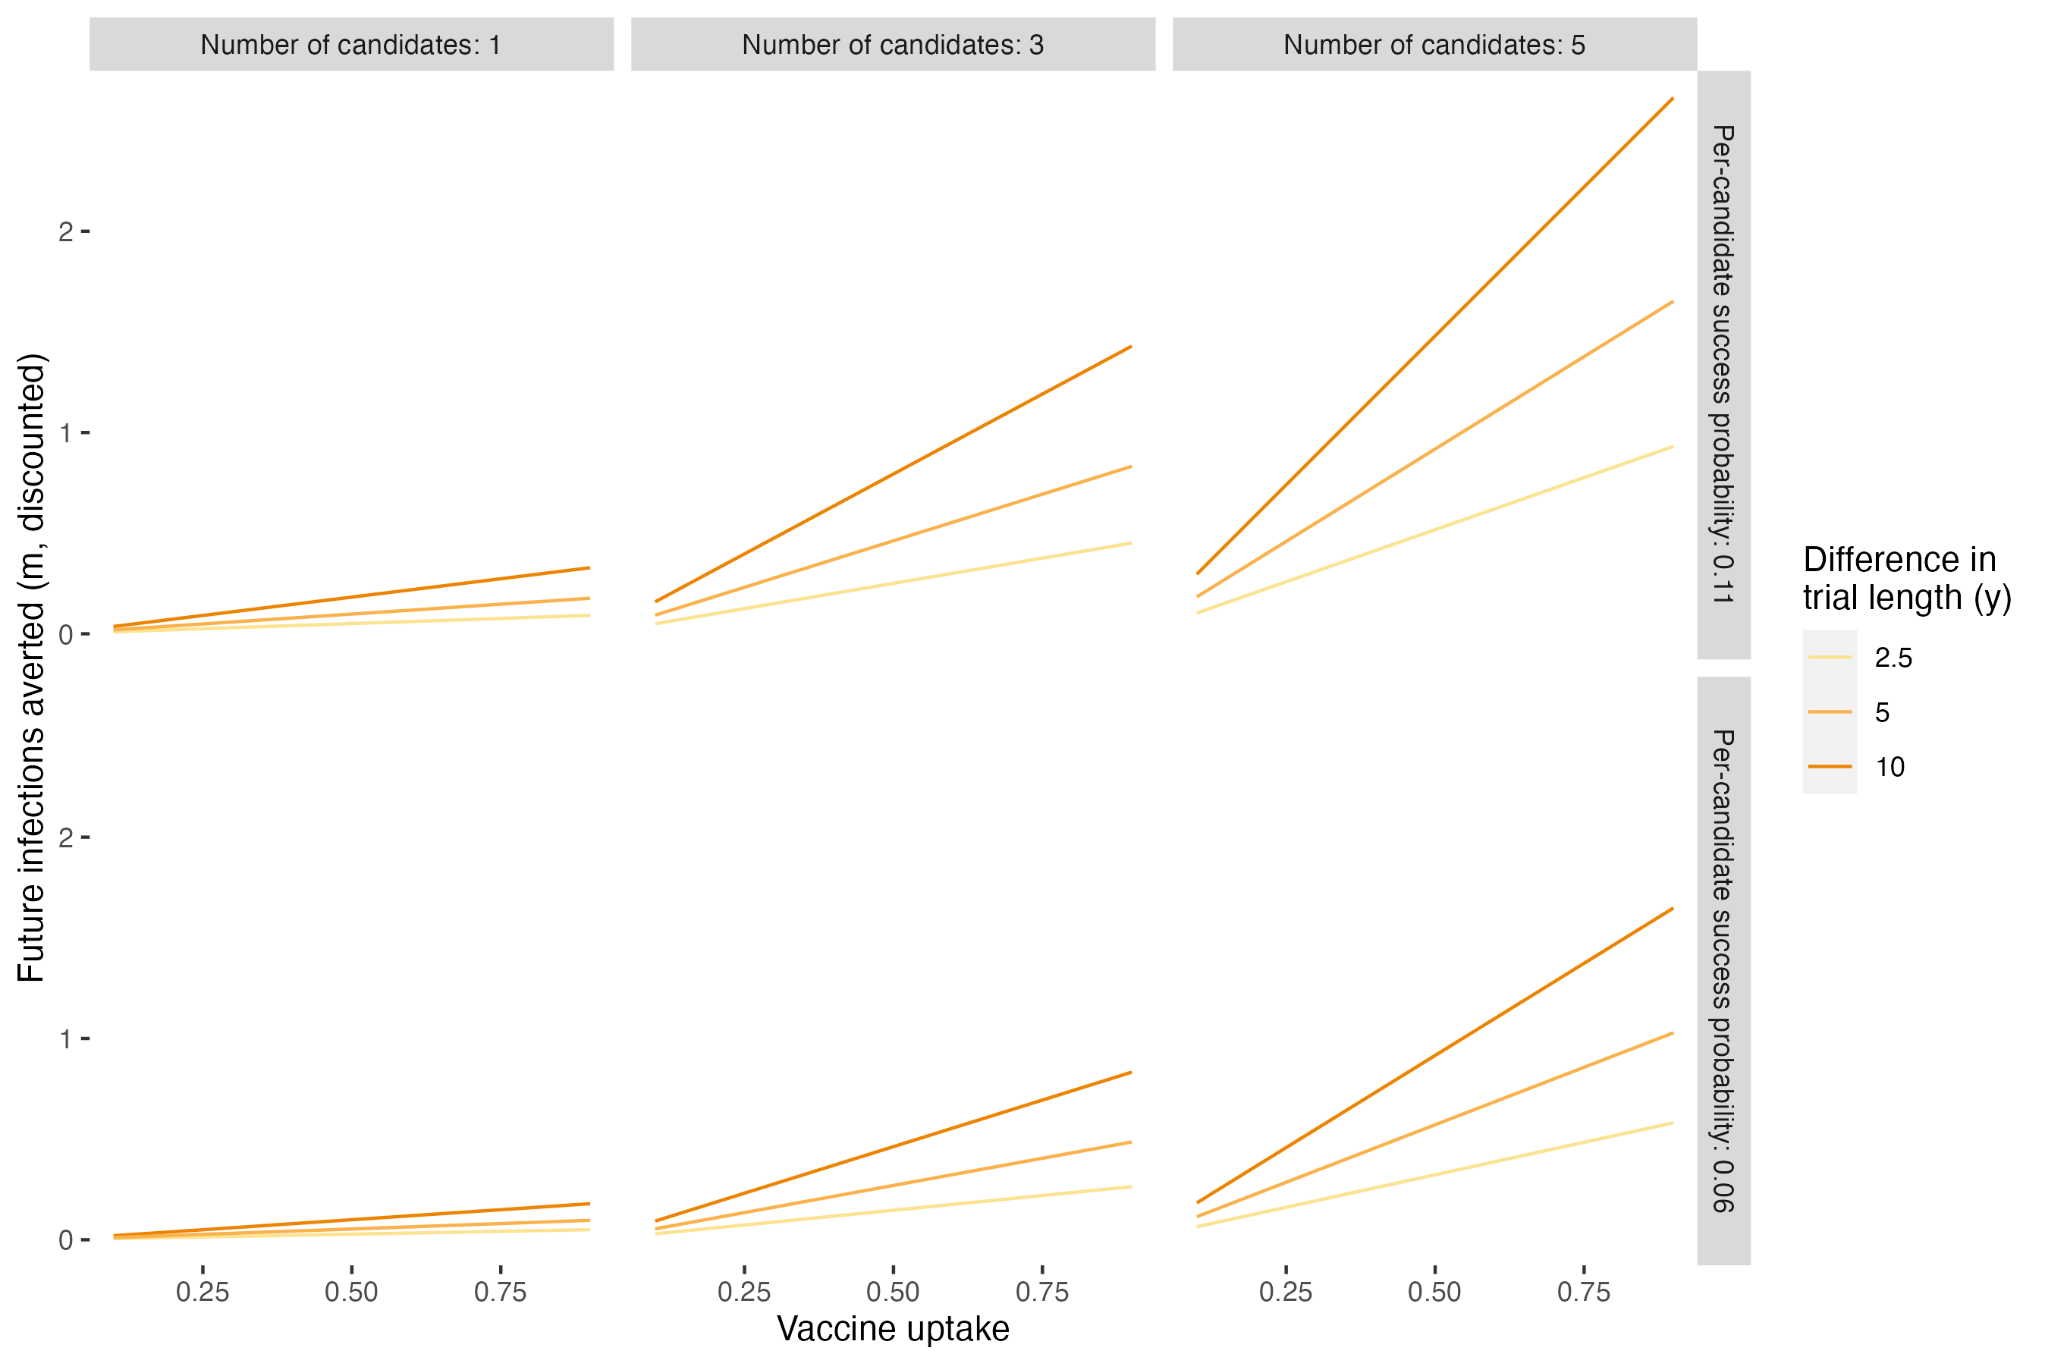 Number of candidates: 1
Number of candidates: 3
Number of candidates: 5
Future infections averted (m, discounted)
2
1
0
Per-candidate success probability: 0.11
2
1
0
Per-candidate success probability: 0.06
0.25 0.50 0.75
0.25 0.50 0.75
0.25 0.50 0.75
Vaccine uptake
Difference in
trial length (y)
2.5
5
10